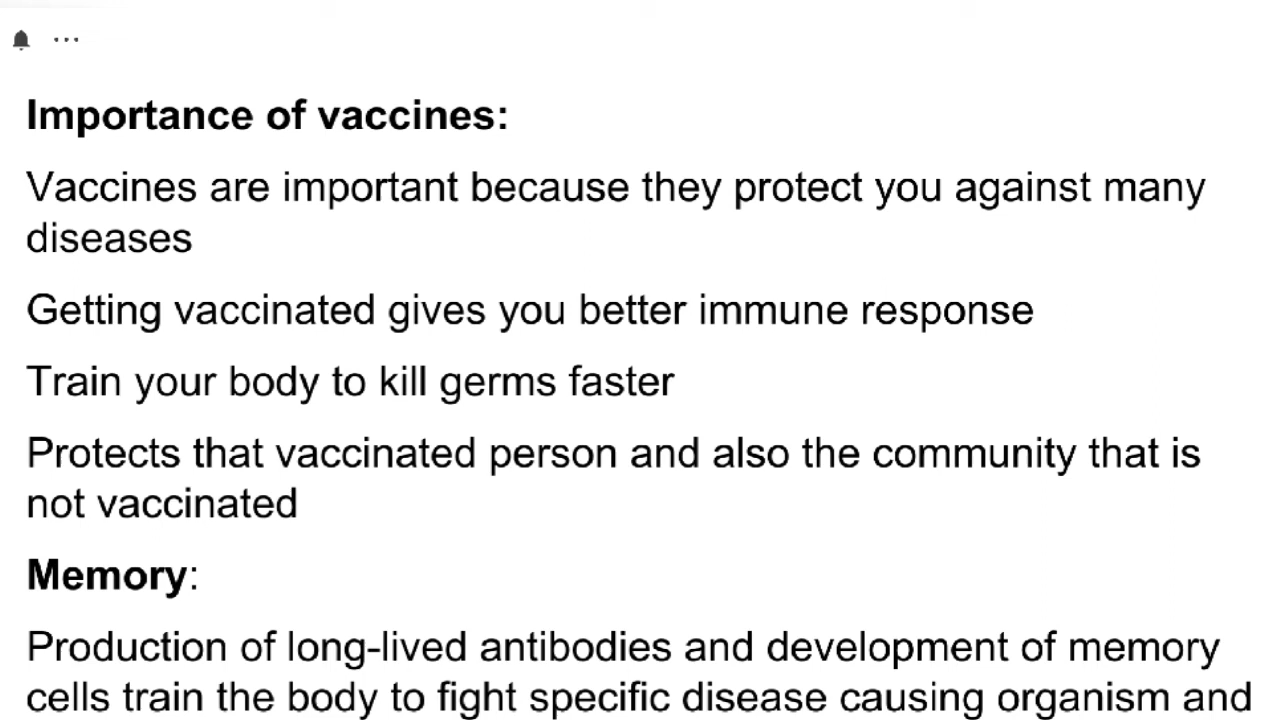 Importance of vaccines:
Vaccines are important because they protect you against many
diseases
Getting vaccinated gives you better immune response
Train your body to kill germs faster
Protects that vaccinated person and also the community that is
not vaccinated
Memory:
Production of long-lived antibodies and development of memory
cells train the body to fight specific disease causing organism and